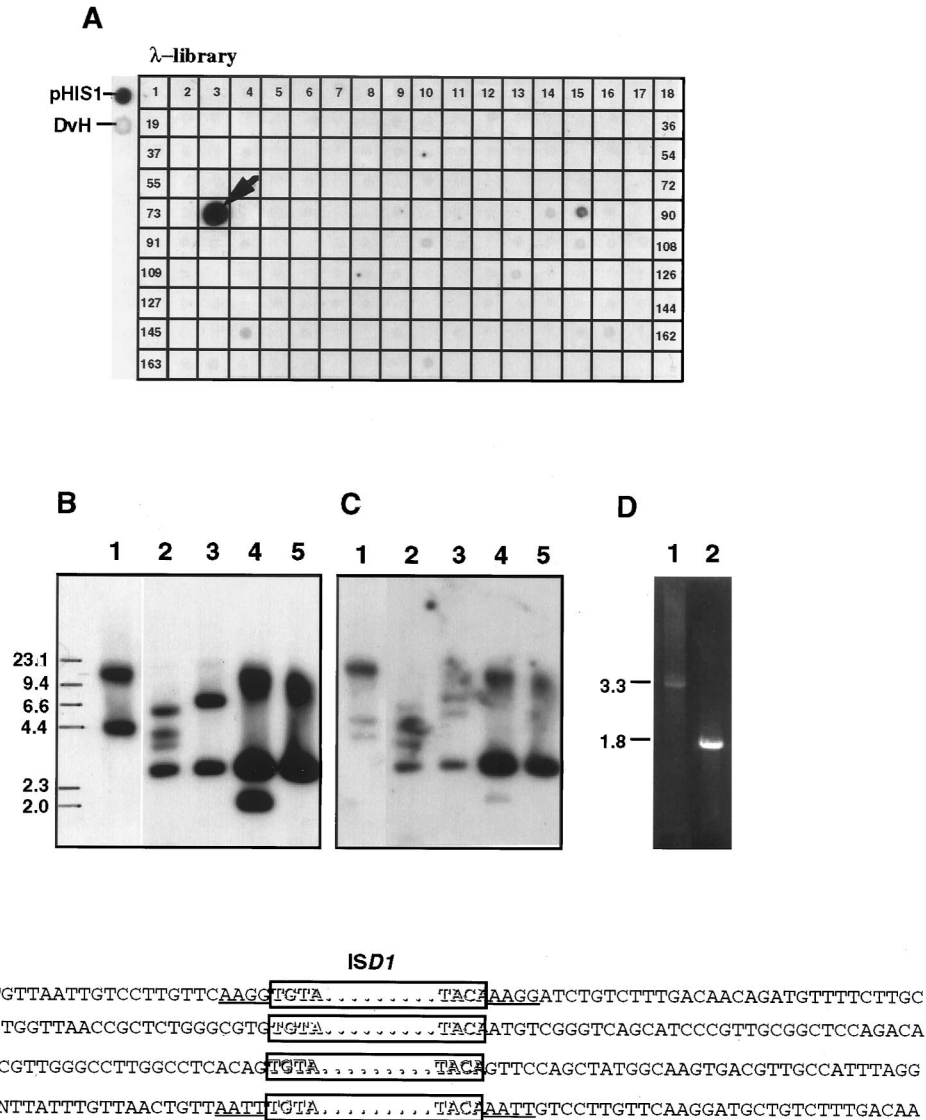 A
λ–library
pHIS1
DvH
1 2 3 4 5 6 7 8 9 10 11 12 13 14 15 16 17 18
19 36
37 54
55 72
73 90
91 108
109 126
127 144
145 162
163
B
1 2 3 4 5
23.1
9.4
6.6
4.4
2.3
2.0
C
1 2 3 4 5
D
1 2
3.3
1.8
ISD1
GTTAATTGTCCTTGTTCAAGGTGTA.........TACAAAGGATCTGTCTTTGACAACAGATGTTTTCTTGC
TGGTTAACCGCTCTGGGCGTGTGTA.........TACAATGTCGGGTCAGCATCCCGTTGCGGCTCCAGACA
CGTTGGGCCTTGGCCTCACAGTGTA.........TACAGTTCCAGCTATGGCAAGTGACGTTGCCATTTAGG
NTTATTTGTTAACTGTTAATTTGTA.........TACAAATTGTCCTTGTTCAAGGATGCTGTCTTTGACAA